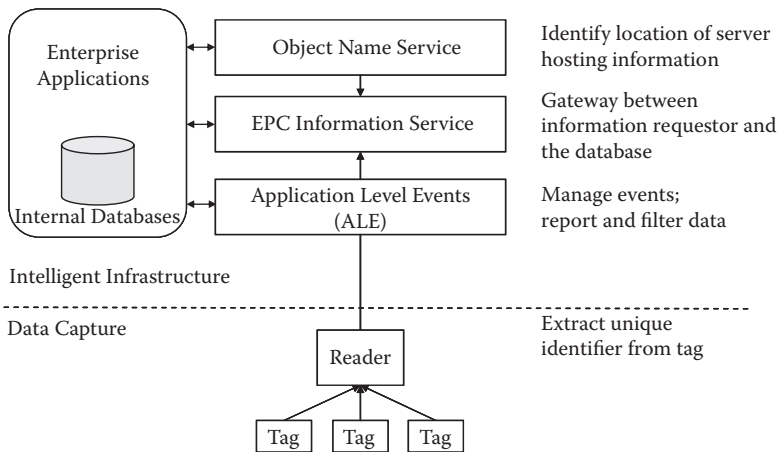 Enterprise
Applications
Internal Databases
Object Name Service
Identify location of server
hosting information
EPC Information Service
Gateway between
information requestor and
the database
Application Level Events
(ALE)
Manage events;
report and filter data
Intelligent Infrastructure
Data Capture
Reader
Extract unique
identifier from tag
Tag
Tag
Tag